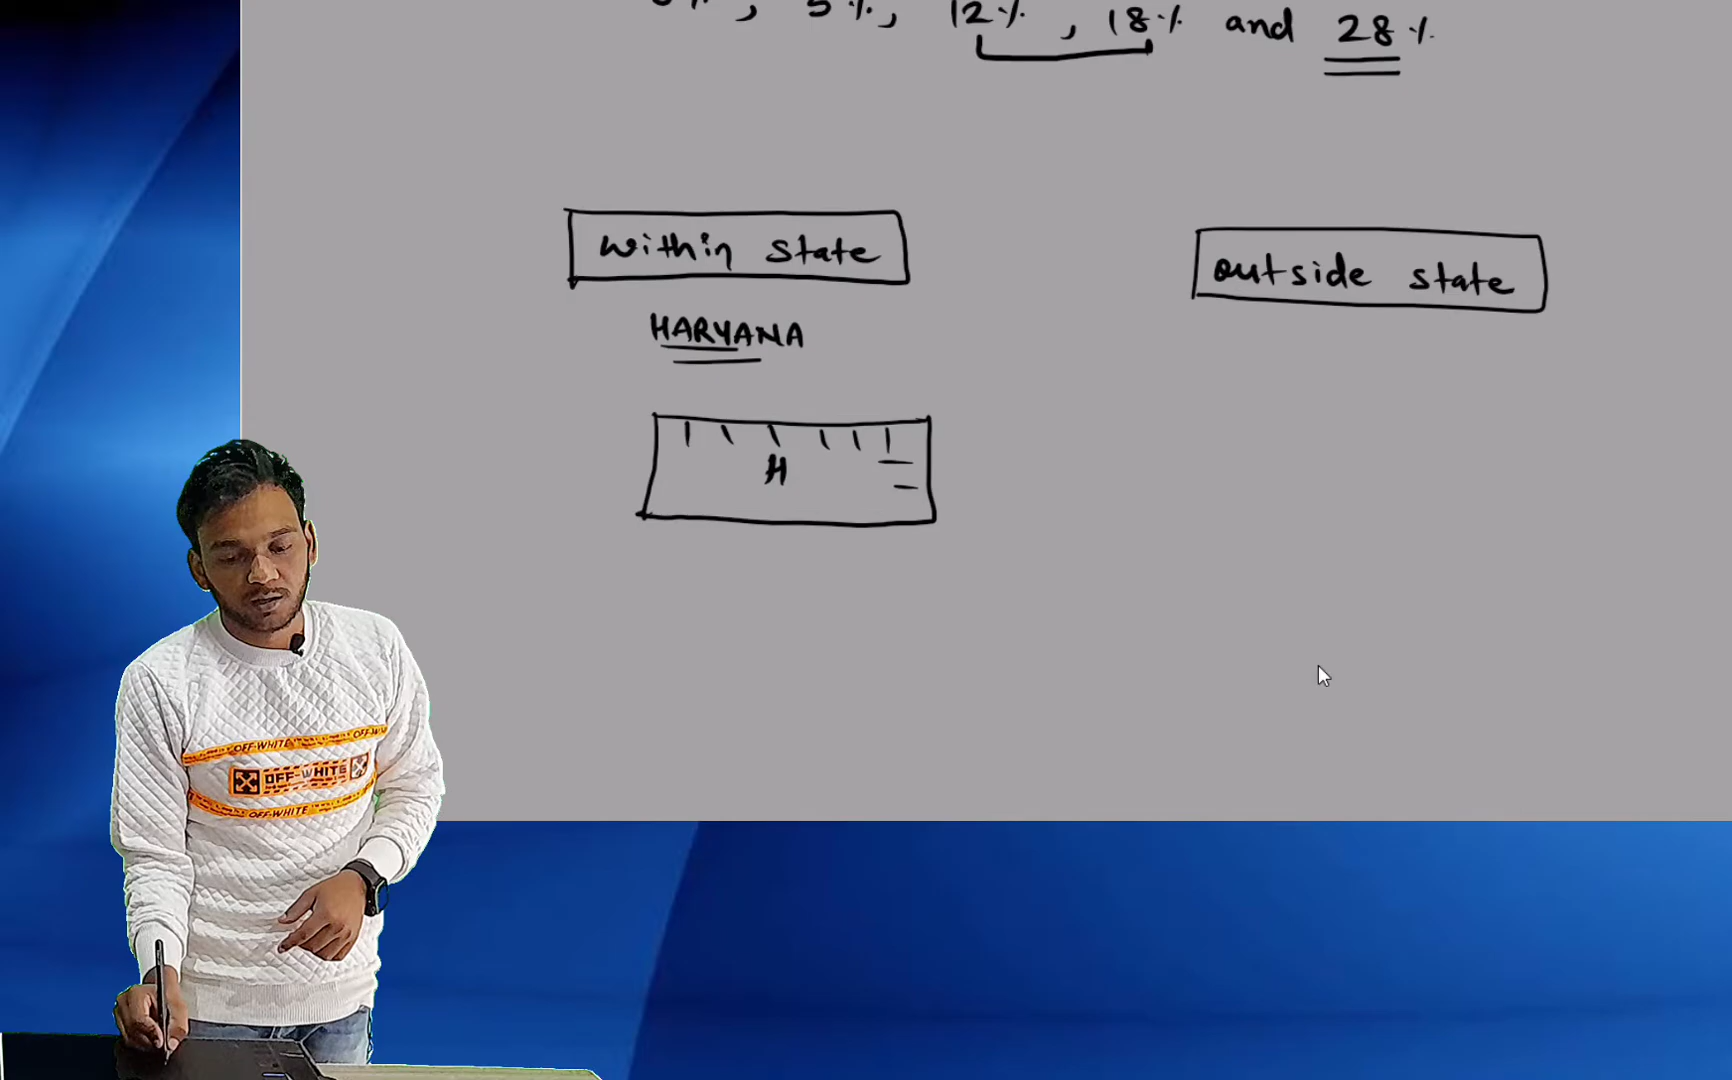 5%, 12%, 18% and 28%
within state
outside state
HARYANA
H
OFF-WHITE
OFF-WHITE
OFF-WHITE